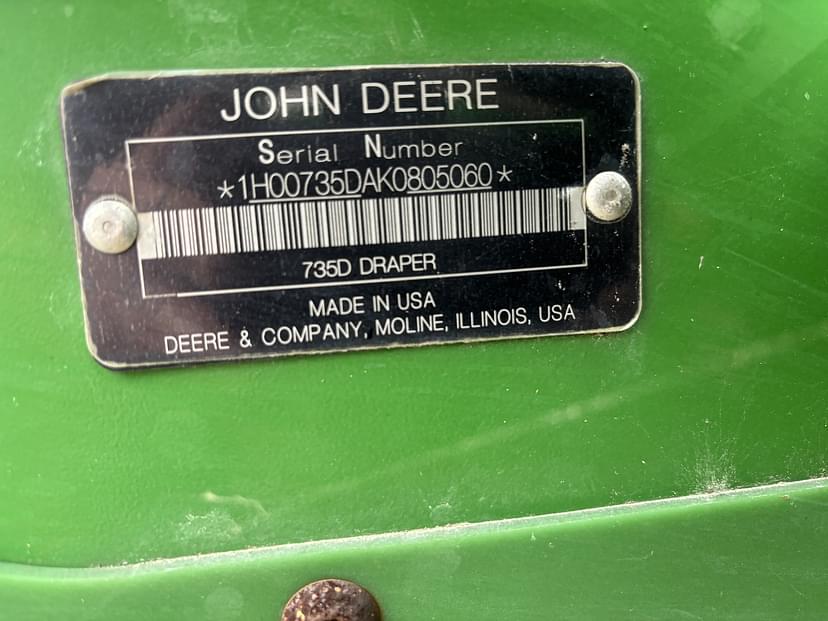 JOHN DEERE
Serial Number
*1H00735DAK0805060*
735D DRAPER
MADE IN USA
DEERE & COMPANY, MOLINE, ILLINOIS, USA